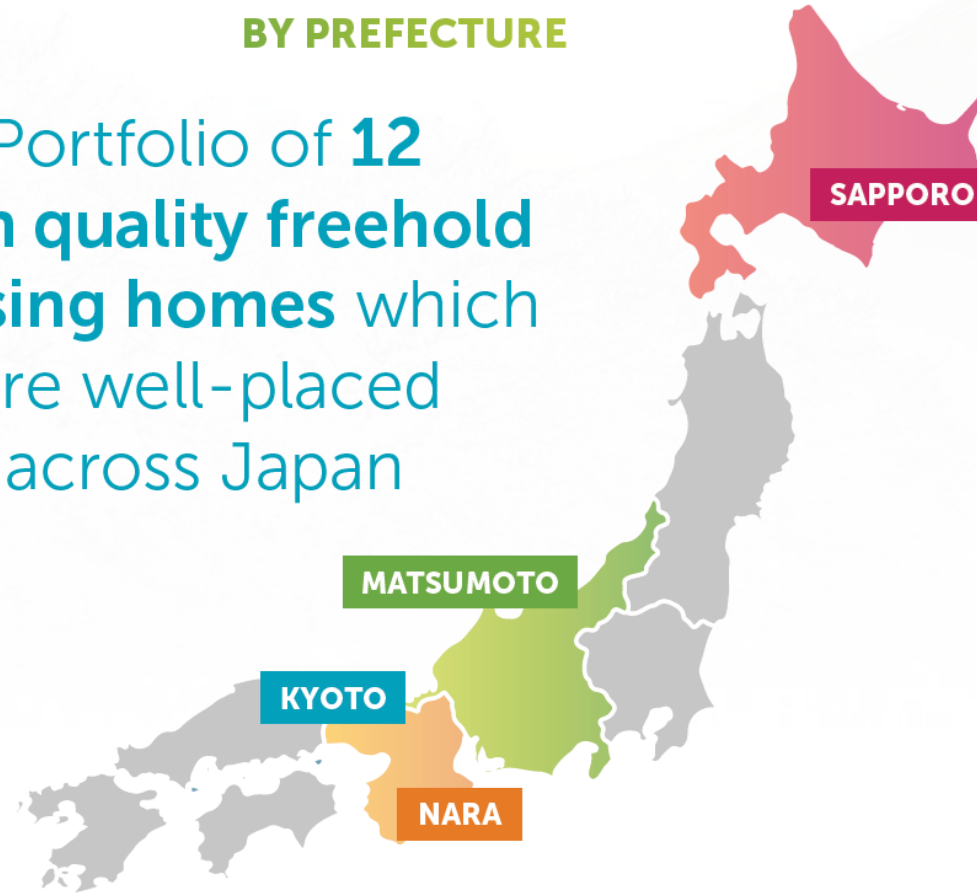 BY PREFECTURE
Portfolio of 12
quality freehold
sing homes which
re well-placed
across Japan
SAPPORO
MATSUMOTO
KYOTO
NARA